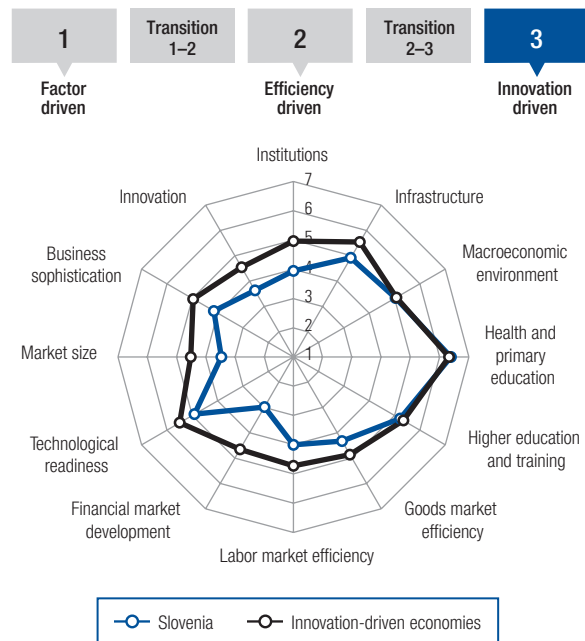 1
Transition
1–2
2
Transition
2–3
3
Factor
driven
Efficiency
driven
Innovation
driven
Institutions
Infrastructure
Macroeconomic
environment
Health and
primary
education
Higher education
and training
Goods market
efficiency
Labor market efficiency
Financial market
development
Technological
readiness
Market size
Business
sophistication
Innovation
7
6
5
4
3
2
1
Slovenia
Innovation-driven economies